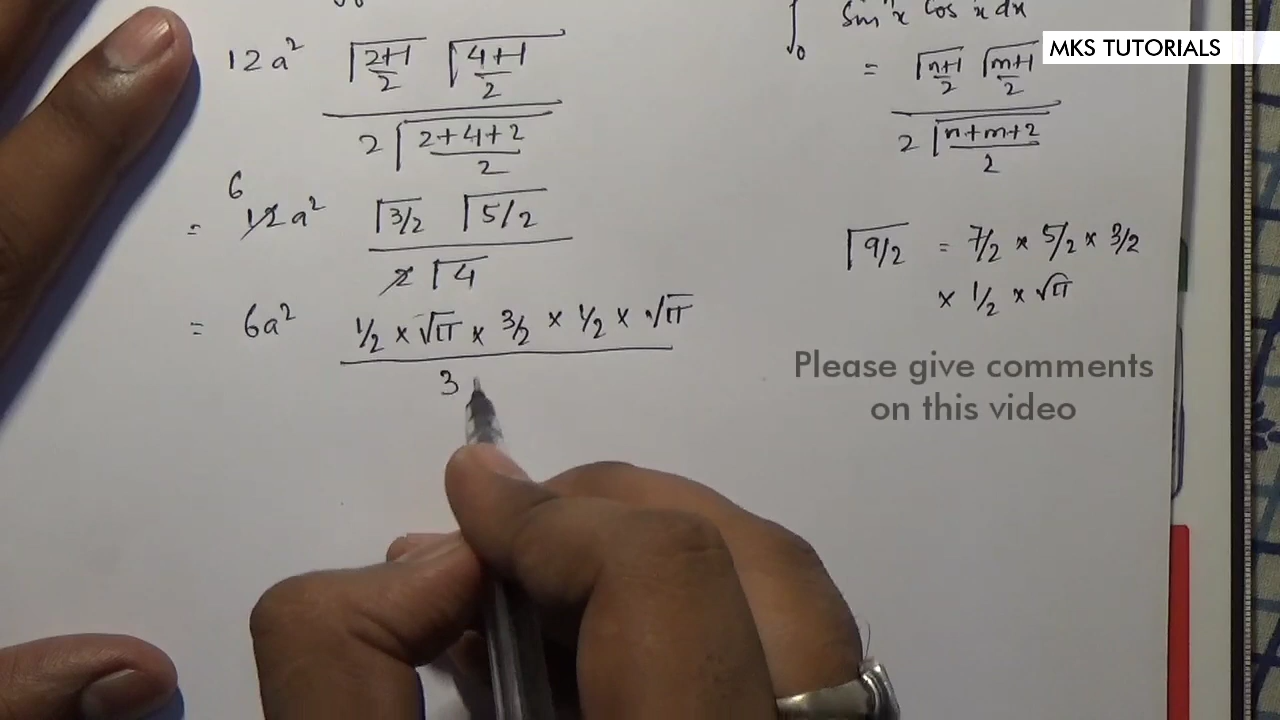 12a² Γ(2+1)/2 Γ(4+1)/2
2 Γ(2+4+2)/2
= 6 12a² Γ3/2 Γ5/2
2 Γ4
= 6a² 1/2 × √π × 3/2 × 1/2 × √π
3
∫₀ Sinⁿx Cos x dx
MKS TUTORIALS
= Γ(n+1)/2 Γ(m+1)/2
2 Γ(n+m+2)/2
Γ9/2 = 7/2 × 5/2 × 3/2
× 1/2 × √π
Please give comments
on this video